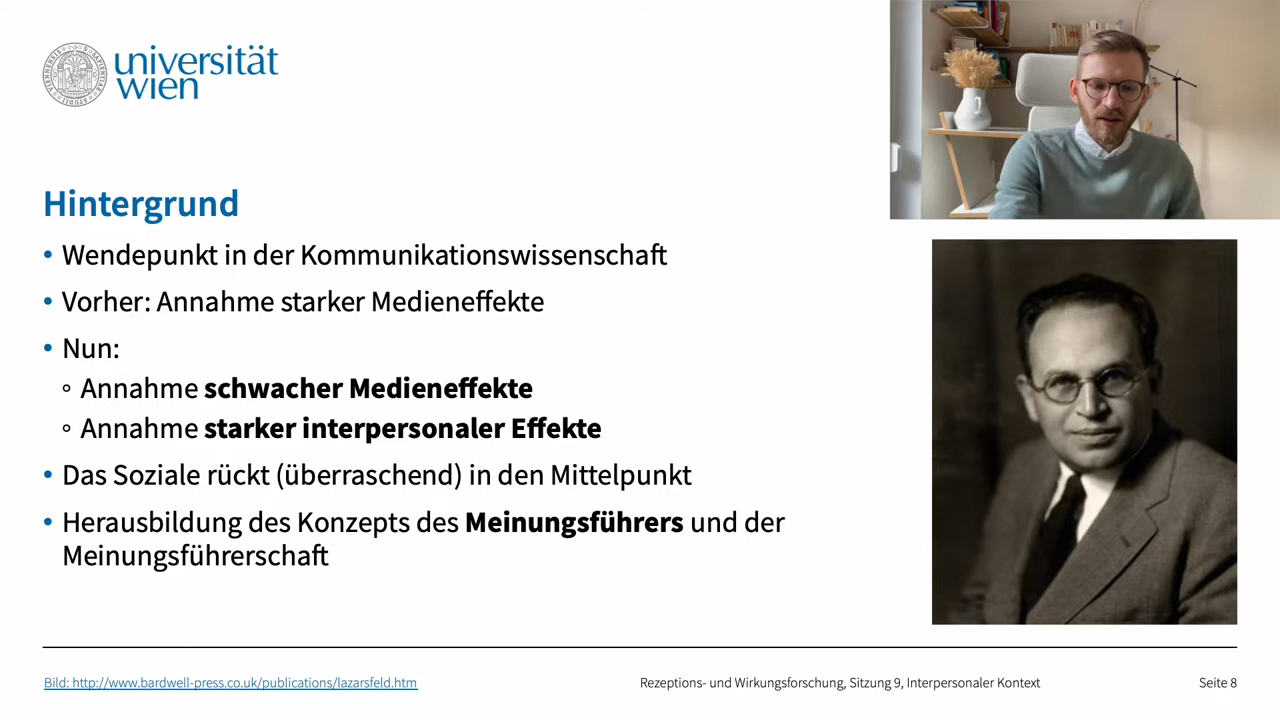 universität
wien
Hintergrund
• Wendepunkt in der Kommunikationswissenschaft
• Vorher: Annahme starker Medieneffekte
• Nun:
◦ Annahme schwacher Medieneffekte
◦ Annahme starker interpersonaler Effekte
• Das Soziale rückt (überraschend) in den Mittelpunkt
• Herausbildung des Konzepts des Meinungsführers und der
Meinungsführerschaft
Bild: http://www.bardwell-press.co.uk/publications/lazarsfeld.htm
Rezeptions- und Wirkungsforschung, Sitzung 9, Interpersonaler Kontext
Seite 8